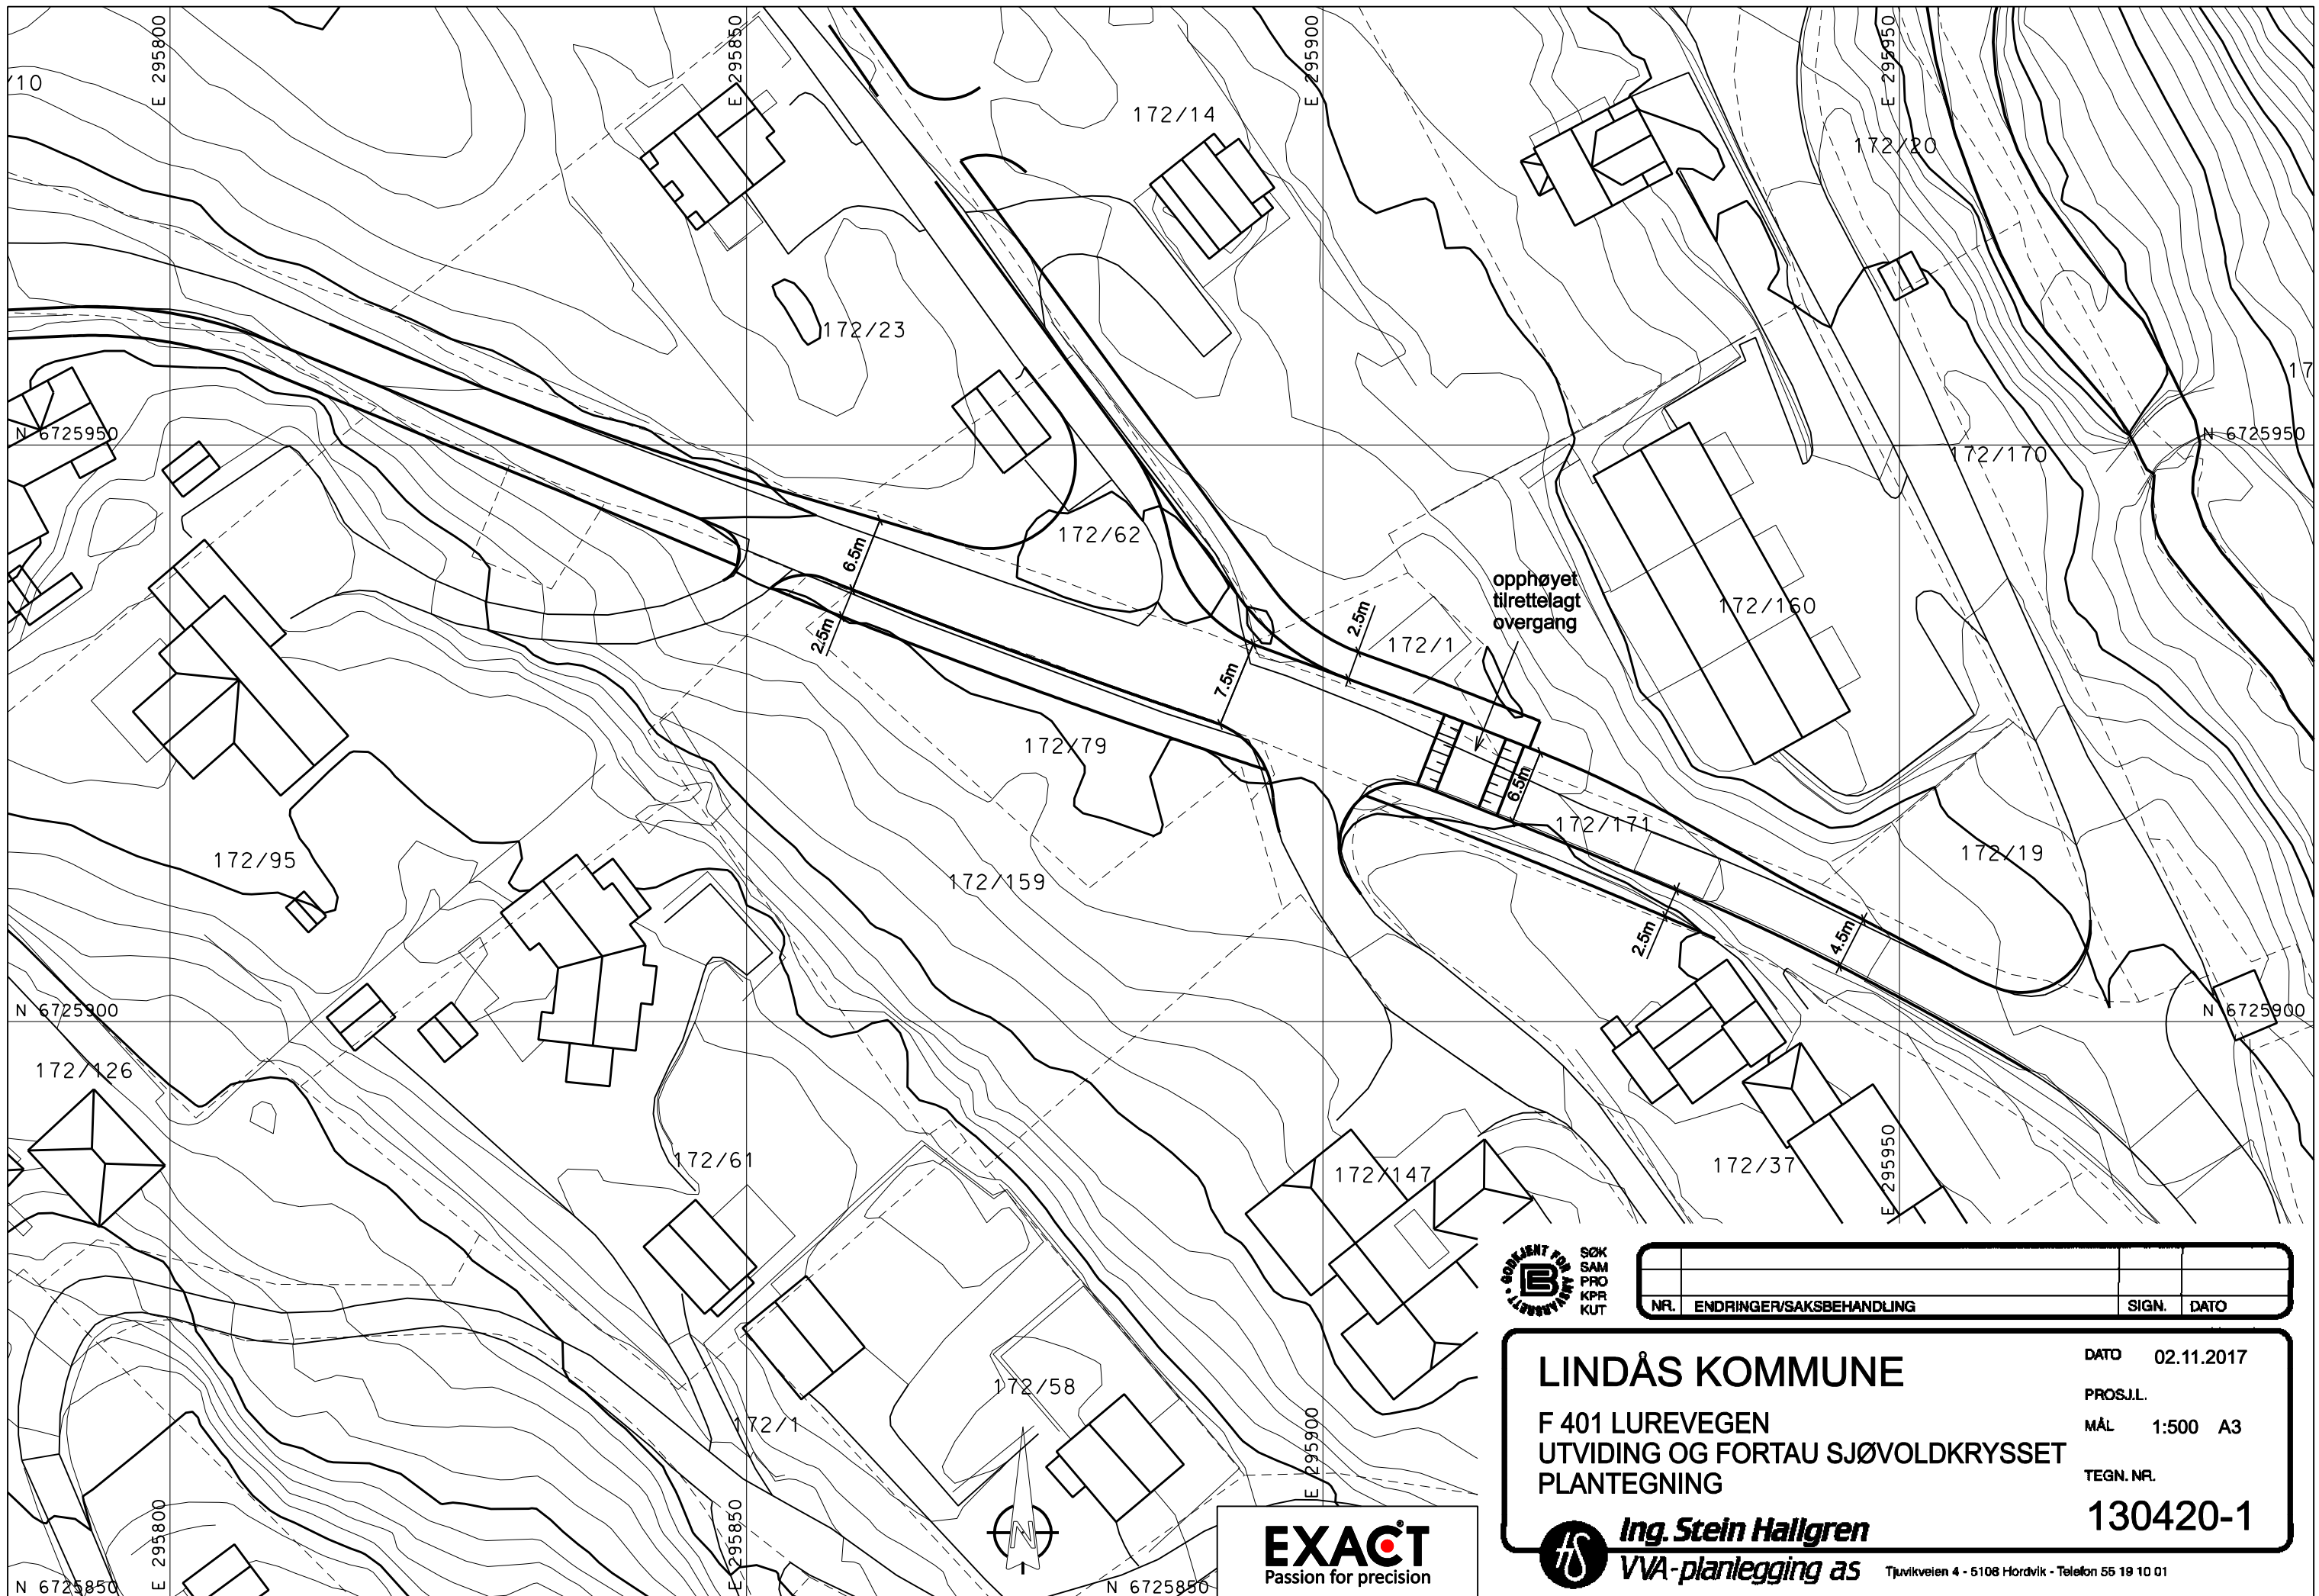 E 295800
E 295850
E 295900
E 295950
/10
172/14
172/20
172/23
17
N 6725950
N 6725950
172/170
172/62
6.5m
opphøyet
tilrettelagt
overgang
172/160
2.5m
2.5m
172/1
7.5m
172/79
6.5m
172/171
172/95
172/19
172/159
2.5m
4.5m
N 6725900
N 6725900
172/126
172/61
172/147
172/37
E 295950
GODKJENT FOR ANSVARSRETT
SØK
SAM
PRO
KPR
KUT
NR. ENDRINGER/SAKSBEHANDLING SIGN. DATO
172/58
172/1
E 295900
E 295800
E 295850
N 6725850
N 6725850
N
LINDÅS KOMMUNE
F 401 LUREVEGEN
UTVIDING OG FORTAU SJØVOLDKRYSSET
PLANTEGNING
DATO 02.11.2017
PROSJ.L.
MÅL 1:500 A3
TEGN. NR.
130420-1
EXACT
Passion for precision
Ing. Stein Hallgren
VVA-planlegging as
Tjuvikveien 4 - 5108 Hordvik - Telefon 55 19 10 01